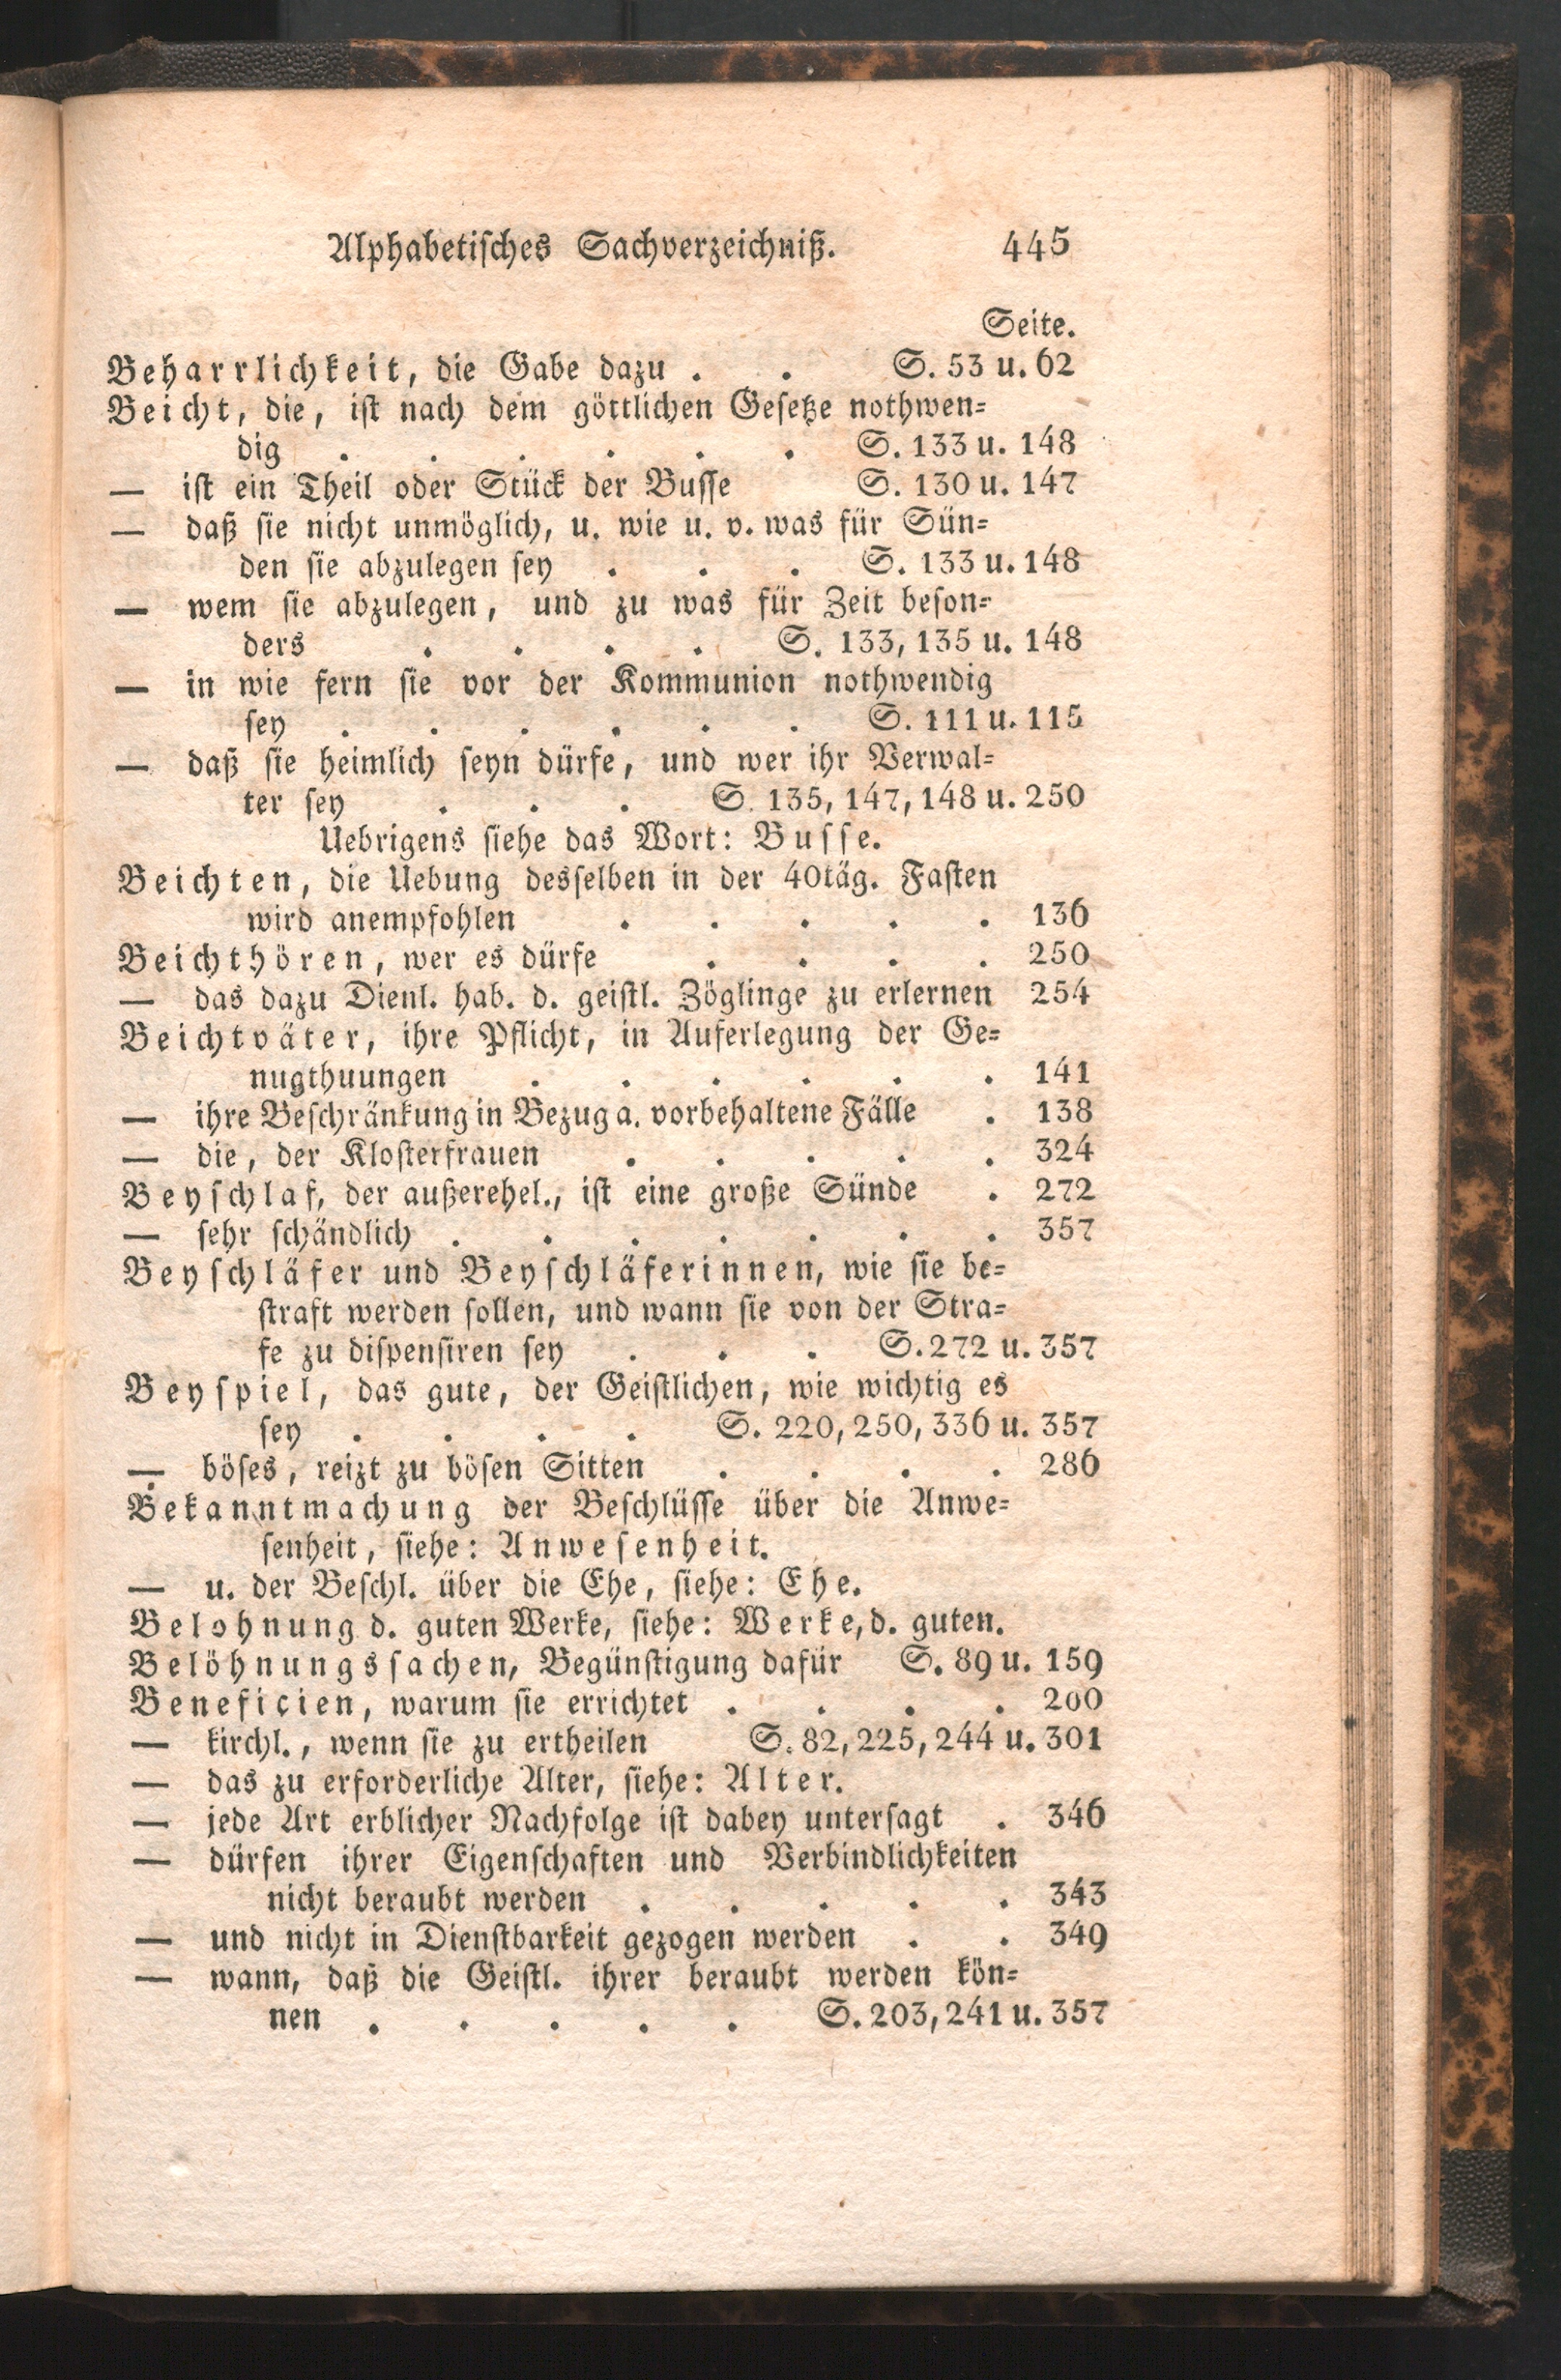 Alphabetisches Sachverzeichniß. 445
Seite.
Beharrlichkeit, die Gabe dazu . . S. 53 u. 62
Beicht, die, ist nach dem göttlichen Gesetze nothwen-
dig . . . . . . S. 133 u. 148
— ist ein Theil oder Stück der Busse S. 130 u. 147
— daß sie nicht unmöglich, u. wie u. v. was für Sün-
den sie abzulegen sey . . . S. 133 u. 148
— wem sie abzulegen, und zu was für Zeit beson-
ders . . . . S. 133, 135 u. 148
— in wie fern sie vor der Kommunion nothwendig
sey . . . . . . S. 111 u. 115
— daß sie heimlich seyn dürfe, und wer ihr Verwal-
ter sey . . . S. 135, 147, 148 u. 250
Uebrigens siehe das Wort: Busse.
Beichten, die Uebung desselben in der 40täg. Fasten
wird anempfohlen . . . . . 136
Beichthören, wer es dürfe . . . . 250
— das dazu Dienl. hab. d. geistl. Zöglinge zu erlernen 254
Beichtväter, ihre Pflicht, in Auferlegung der Ge-
nugthuungen . . . . . . 141
— ihre Beschränkung in Bezug a. vorbehaltene Fälle . 138
— die, der Klosterfrauen . . . . . 324
Beyschlaf, der außerehel., ist eine große Sünde . 272
— sehr schändlich . . . . . . . 357
Beyschläfer und Beyschläferinnen, wie sie be-
straft werden sollen, und wann sie von der Stra-
fe zu dispensiren sey . . . S. 272 u. 357
Beyspiel, das gute, der Geistlichen, wie wichtig es
sey . . . . S. 220, 250, 336 u. 357
— böses, reizt zu bösen Sitten . . . . 286
Bekanntmachung der Beschlüsse über die Anwe-
senheit, siehe: Anwesenheit.
— u. der Beschl. über die Ehe, siehe: Ehe.
Belohnung d. guten Werke, siehe: Werke, d. guten.
Belöhnungssachen, Begünstigung dafür S. 89 u. 159
Beneficien, warum sie errichtet . . . . 200
— kirchl., wenn sie zu ertheilen S. 82, 225, 244 u. 301
— das zu erforderliche Alter, siehe: Alter.
— jede Art erblicher Nachfolge ist dabey untersagt . 346
— dürfen ihrer Eigenschaften und Verbindlichkeiten
nicht beraubt werden . . . . . 343
— und nicht in Dienstbarkeit gezogen werden . . 349
— wann, daß die Geistl. ihrer beraubt werden kön-
nen . . . . . S. 203, 241 u. 357